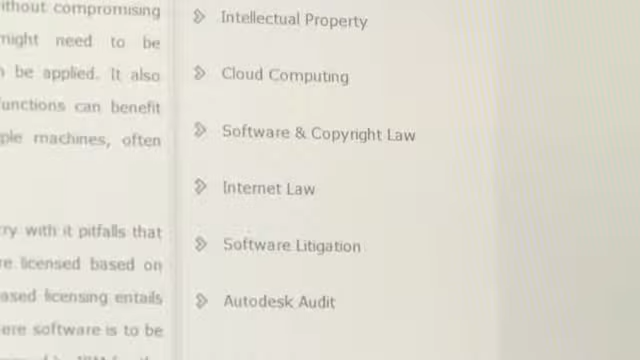 ithout compromising
might need to be
be applied. It also
functions can benefit
ple machines, often
ry with it pitfalls that
re licensed based on
ased licensing entails
ere software is to be
Intellectual Property
Cloud Computing
Software & Copyright Law
Internet Law
Software Litigation
Autodesk Audit